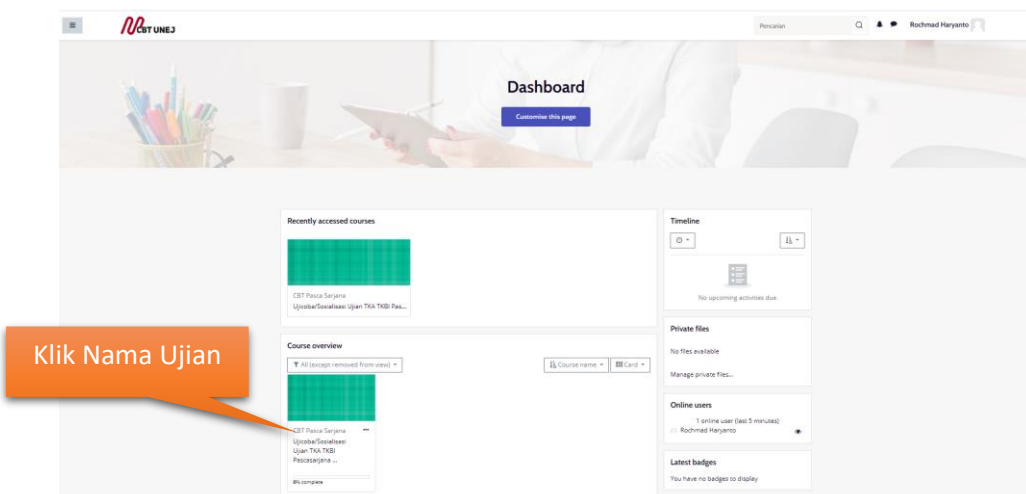 CBT UNEJ
Pencarian
Rochmad Haryanto
Dashboard
Customise this page
Recently accessed courses
CBT Pasca Sarjana
Ujicoba/Sosialisasi Ujian TKA TKBI Pas...
Timeline
No upcoming activities due
Private files
No files available
Manage private files...
Klik Nama Ujian
Course overview
All (except removed from view)
Course name
Card
CBT Pasca Sarjana
Ujicoba/Sosialisasi
Ujian TKA TKBI
Pascasarjana ...
8% complete
Online users
1 online user (last 5 minutes)
Rochmad Haryanto
Latest badges
You have no badges to display